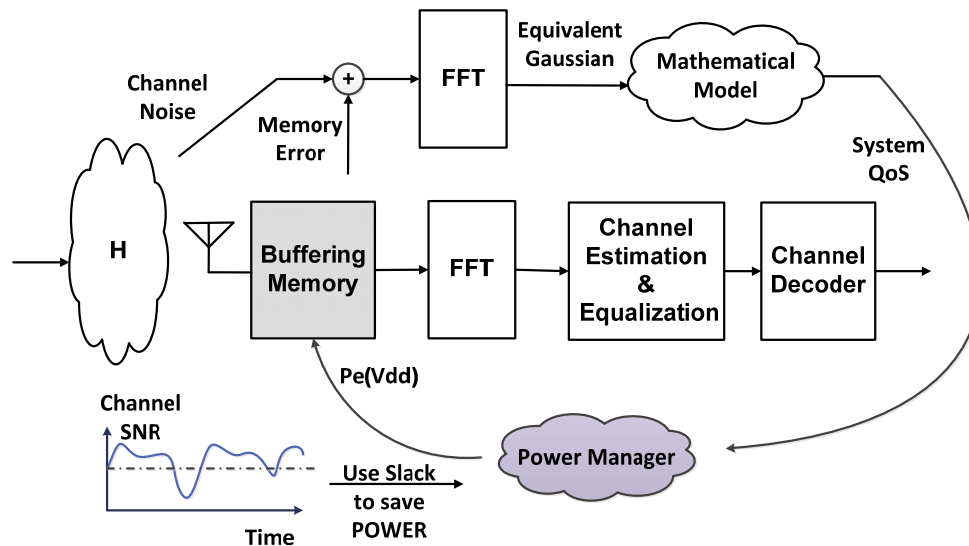 Channel
Noise
+
Memory
Error
FFT
Equivalent
Gaussian
Mathematical
Model
System
QoS
H
Buffering
Memory
FFT
Channel
Estimation
&
Equalization
Channel
Decoder
Pe(Vdd)
Channel
SNR
Time
Use Slack
to save
POWER
Power Manager